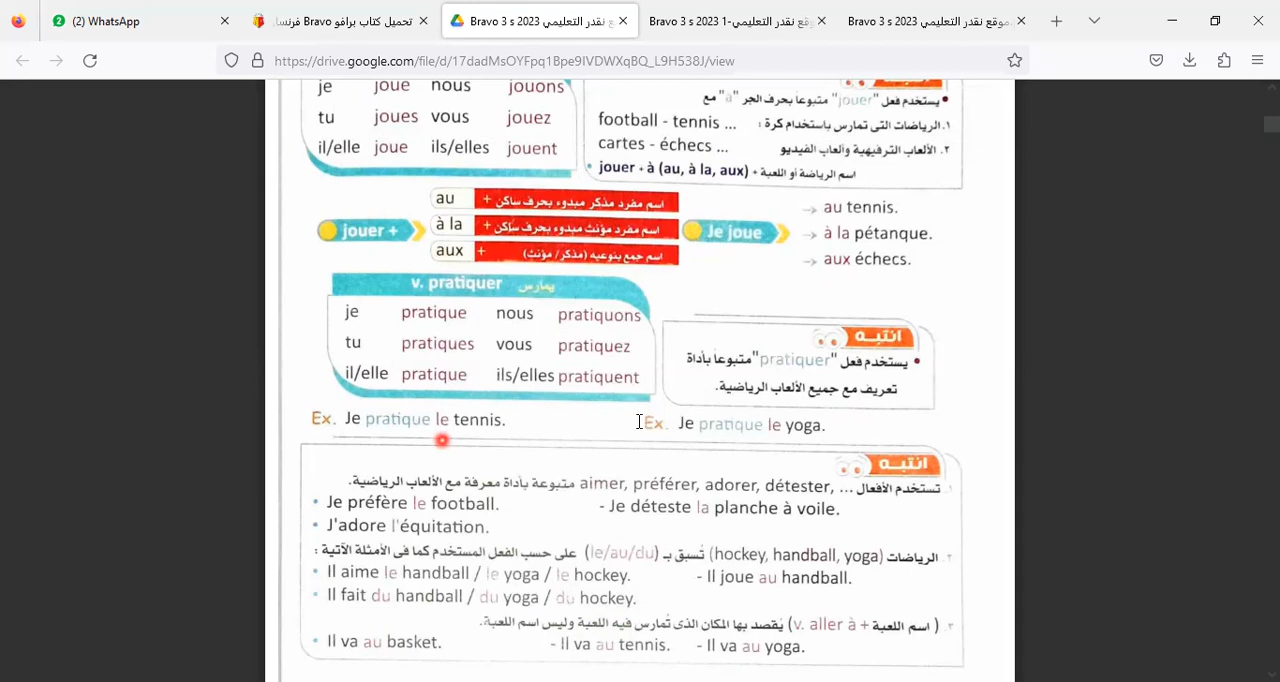 (2) WhatsApp
تحميل كتاب برافو Bravo فرنسا
Bravo 3 s 2023 ع نقدر التعليمي
Bravo 3 s 2023 1-قع نقدر التعليمي
Bravo 3 s 2023 موقع نقدر التعليمي
https://drive.google.com/file/d/17dadMsOYFpq1Bpe9IVDWXqBQ_L9H538J/view
je joue nous jouons
tu joues vous jouez
il/elle joue ils/elles jouent
• يستخدم فعل "jouer" متبوعاً بحرف الجر "à" مع
١. الرياضات التى تمارس باستخدام كرة : football - tennis ...
٢. الألعاب الترفيهية وألعاب الفيديو cartes - échecs ...
• jouer + à (au, à la, aux) + اسم الرياضة أو اللعبة
jouer +
au + اسم مفرد مذكر مبدوء بحرف ساكن
à la + اسم مفرد مؤنث مبدوء بحرف ساكن
aux + اسم جمع بنوعيه (مذكر/ مؤنث)
Je joue
→ au tennis.
→ à la pétanque.
→ aux échecs.
v. pratiquer يمارس
je pratique nous pratiquons
tu pratiques vous pratiquez
il/elle pratique ils/elles pratiquent
انتبه
• يستخدم فعل "pratiquer" متبوعاً بأداة
تعريف مع جميع الألعاب الرياضية.
Ex. Je pratique le tennis.
Ex. Je pratique le yoga.
انتبه
١. تستخدم الأفعال ... ,aimer, préférer, adorer, détester متبوعة بأداة معرفة مع الألعاب الرياضية.
• Je préfère le football. - Je déteste la planche à voile.
• J'adore l'équitation.
٢. الرياضات (hockey, handball, yoga) تُسبق بـ (le/au/du) على حسب الفعل المستخدم كما فى الأمثلة الآتية :
• Il aime le handball / le yoga / le hockey. - Il joue au handball.
• Il fait du handball / du yoga / du hockey.
٣. ( اسم اللعبة + v. aller à) يُقصد بها المكان الذى تُمارس فيه اللعبة وليس اسم اللعبة.
• Il va au basket. - Il va au tennis. - Il va au yoga.